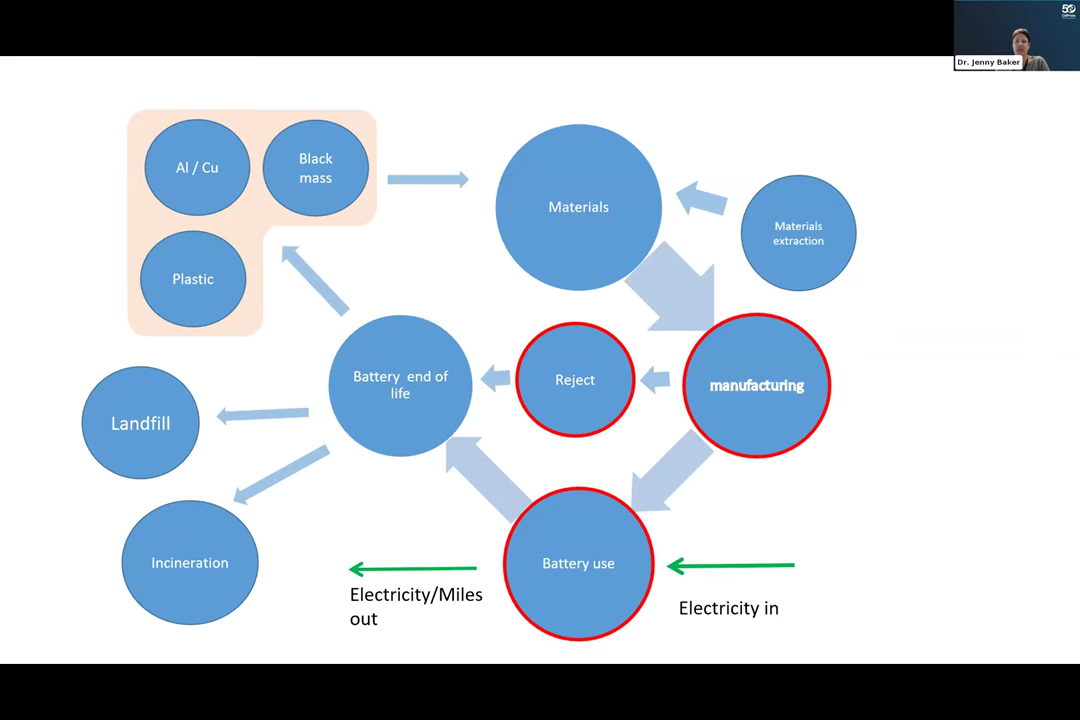 50
Dr. Jenny Baker
Al / Cu
Black
mass
Materials
Materials
extraction
Plastic
Battery end of
life
Reject
manufacturing
Landfill
Incineration
Battery use
Electricity/Miles
out
Electricity in